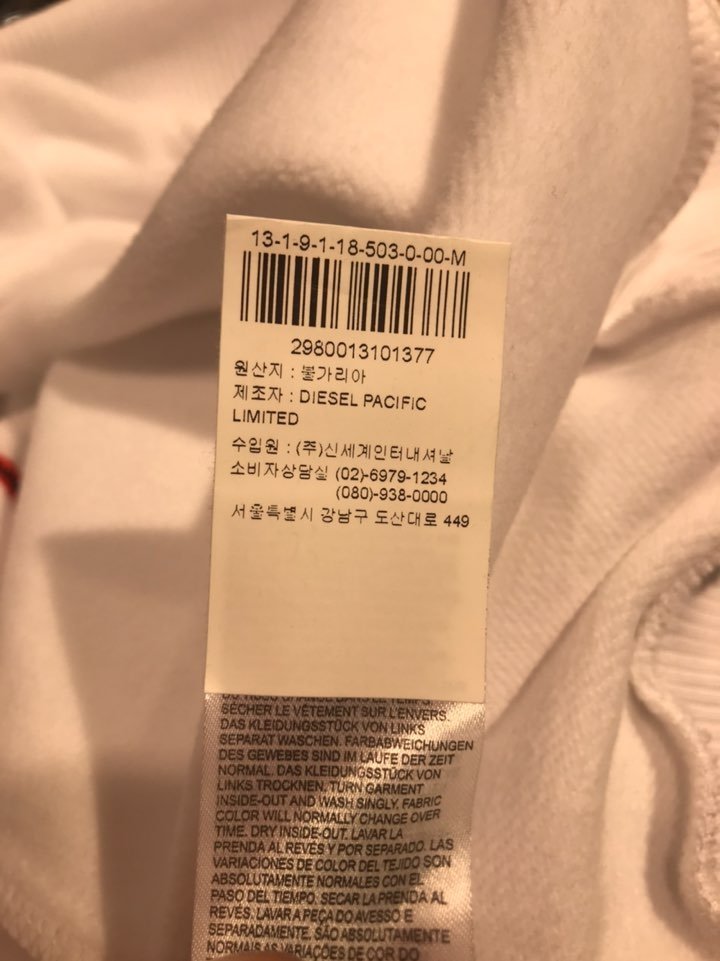 13-1-9-1-18-503-0-00-M
2980013101377
원산지 : 불가리아
제조자 : DIESEL PACIFIC
LIMITED
수입원 : (주)신세계인터내셔날
소비자상담실 (02)-6979-1234
(080)-938-0000
서울특별시 강남구 도산대로 449
SÉCHER LE VÊTEMENT SUR L'ENVERS.
DAS KLEIDUNGSSTÜCK VON LINKS
SEPARAT WASCHEN. FARBABWEICHUNGEN
DES GEWEBES SIND IM LAUFE DER ZEIT
NORMAL. DAS KLEIDUNGSSTÜCK VON
LINKS TROCKNEN. TURN GARMENT
INSIDE-OUT AND WASH SINGLY. FABRIC
COLOR WILL NORMALLY CHANGE OVER
TIME. DRY INSIDE-OUT. LAVAR LA
PRENDA AL REVÉS Y POR SEPARADO. LAS
VARIACIONES DE COLOR DEL TEJIDO SON
ABSOLUTAMENTE NORMALES CON EL
PASO DEL TIEMPO. SECAR LA PRENDA AL
REVÉS. LAVAR A PEÇA DO AVESSO E
SEPARADAMENTE. SÃO ABSOLUTAMENTE
NORMAIS AS VARIAÇÕES DE COR DO